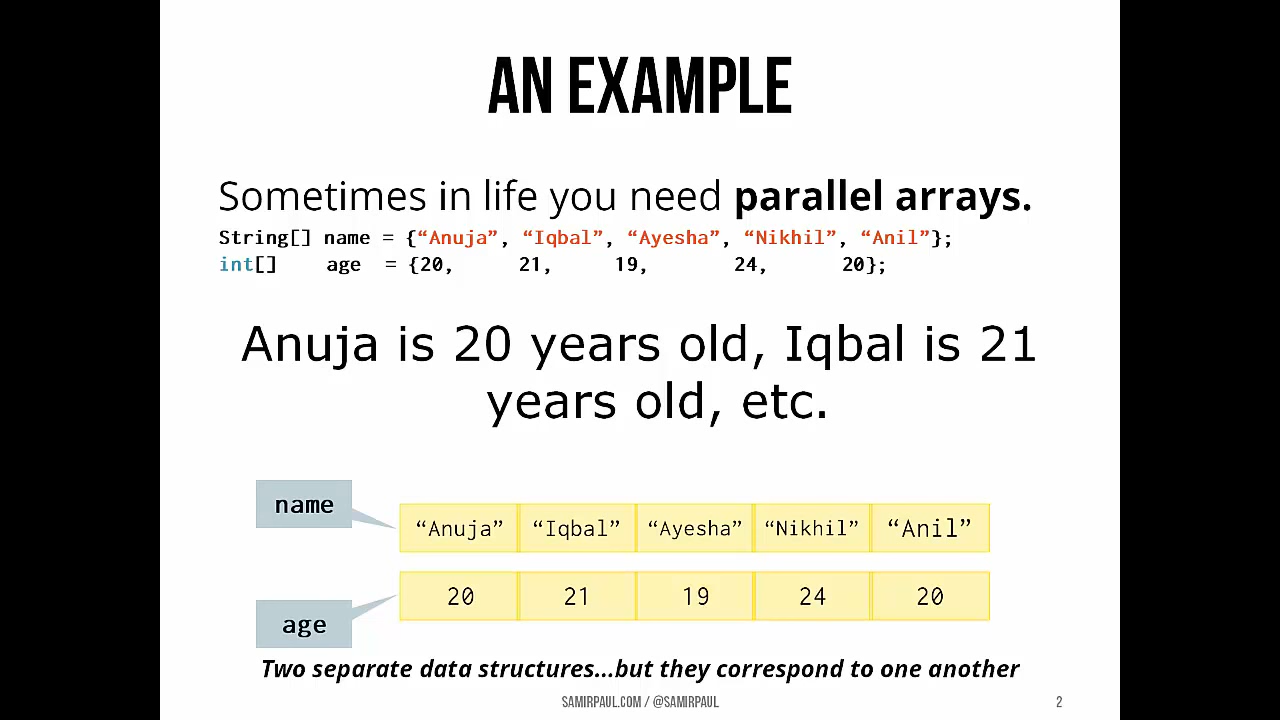 AN EXAMPLE
Sometimes in life you need parallel arrays.
String[] name = {“Anuja”, “Iqbal”, “Ayesha”, “Nikhil”, “Anil”};
int[] age = {20, 21, 19, 24, 20};
Anuja is 20 years old, Iqbal is 21
years old, etc.
name
“Anuja” “Iqbal” “Ayesha” “Nikhil” “Anil”
20 21 19 24 20
age
Two separate data structures...but they correspond to one another
SAMIRPAUL.COM / @SAMIRPAUL 2